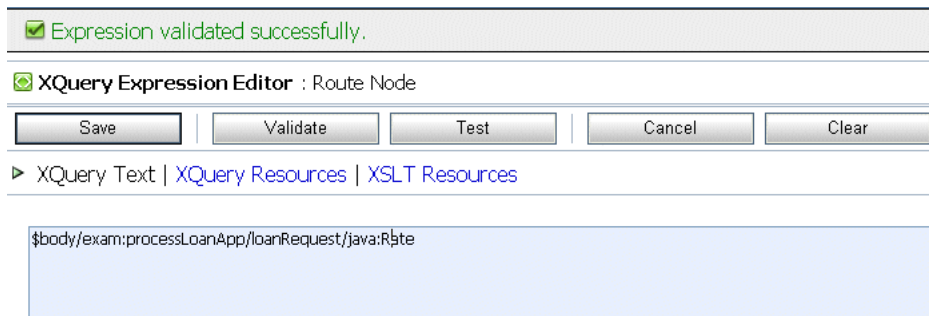 Expression validated successfully.
XQuery Expression Editor : Route Node
Save Validate Test Cancel Clear
XQuery Text | XQuery Resources | XSLT Resources
$body/exam:processLoanApp/loanRequest/java:Rate